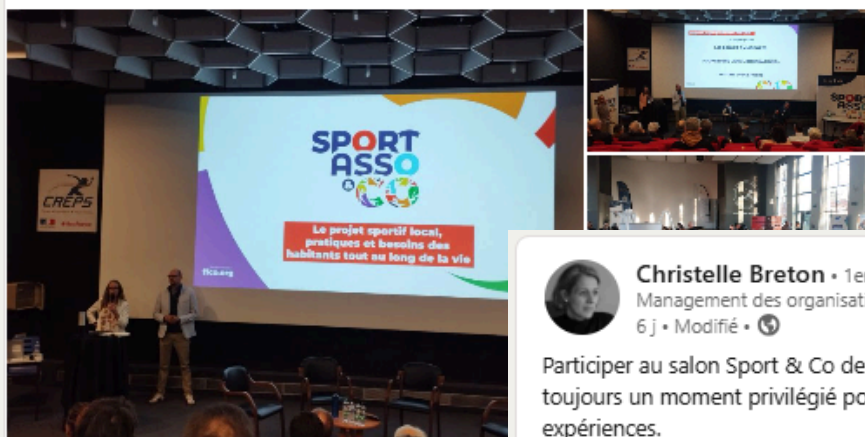 SPORT
ASSO
& CO
Le projet sportif local,
pratiques et besoins des
habitants tout au long de la vie
CREPS
SPORT
ASSO
Christelle Breton • 1er
Management des organisat
6 j • Modifié •
Participer au salon Sport & Co de
toujours un moment privilégié po
expériences.